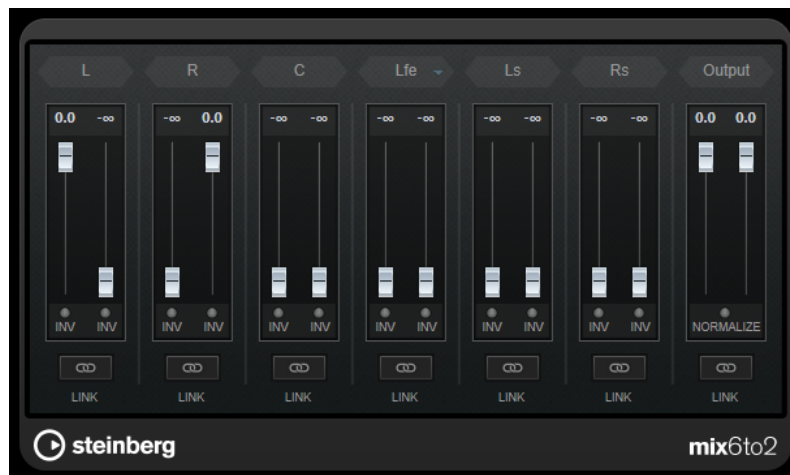 L R C Lfe Ls Rs Output
0.0 -∞ -∞ 0.0 -∞ -∞ -∞ -∞ -∞ -∞ -∞ -∞ 0.0 0.0
INV INV INV INV INV INV INV INV INV INV INV INV NORMALIZE
LINK LINK LINK LINK LINK LINK LINK
steinberg mix6to2